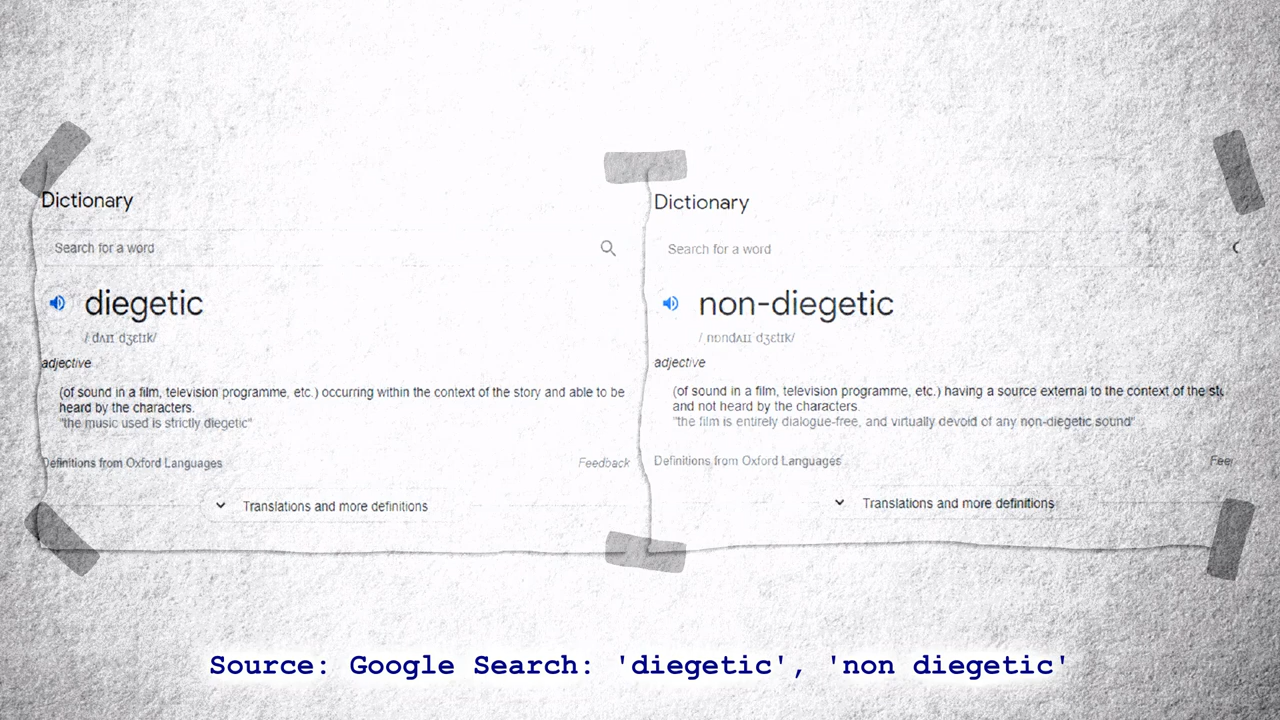 Dictionary
Search for a word
diegetic
/ˌdʌɪɪˈdʒɛtɪk/
adjective
(of sound in a film, television programme, etc.) occurring within the context of the story and able to be
heard by the characters.
"the music used is strictly diegetic"
Definitions from Oxford Languages
Feedback
Translations and more definitions
Dictionary
Search for a word
non-diegetic
/ˌnɒndʌɪɪˈdʒɛtɪk/
adjective
(of sound in a film, television programme, etc.) having a source external to the context of the
and not heard by the characters.
"the film is entirely dialogue-free, and virtually devoid of any non-diegetic sound"
Definitions from Oxford Languages
Translations and more definitions
Source: Google Search: 'diegetic', 'non diegetic'